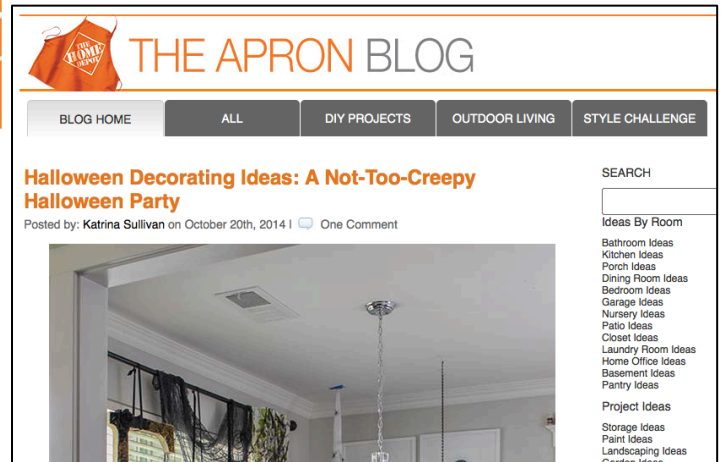 THE
HOME
DEPOT
THE APRON BLOG
BLOG HOME
ALL
DIY PROJECTS
OUTDOOR LIVING
STYLE CHALLENGE
Halloween Decorating Ideas: A Not-Too-Creepy
Halloween Party
Posted by: Katrina Sullivan on October 20th, 2014 | One Comment
SEARCH
Ideas By Room
Bathroom Ideas
Kitchen Ideas
Porch Ideas
Dining Room Ideas
Bedroom Ideas
Garage Ideas
Nursery Ideas
Patio Ideas
Closet Ideas
Laundry Room Ideas
Home Office Ideas
Basement Ideas
Pantry Ideas
Project Ideas
Storage Ideas
Paint Ideas
Landscaping Ideas
Garden Ideas